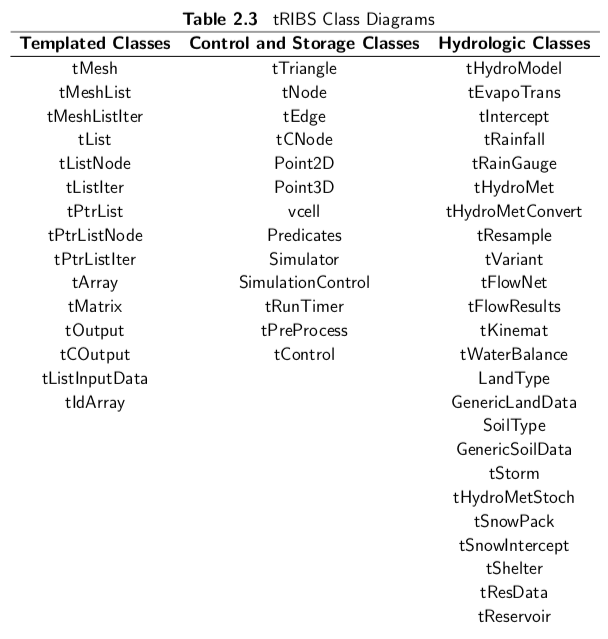 Table 2.3 tRIBS Class Diagrams
Templated Classes Control and Storage Classes Hydrologic Classes
tMesh tTriangle tHydroModel
tMeshList tNode tEvapoTrans
tMeshListIter tEdge tIntercept
tList tCNode tRainfall
tListNode Point2D tRainGauge
tListIter Point3D tHydroMet
tPtrList vcell tHydroMetConvert
tPtrListNode Predicates tResample
tPtrListIter Simulator tVariant
tArray SimulationControl tFlowNet
tMatrix tRunTimer tFlowResults
tOutput tPreProcess tKinemat
tCOutput tControl tWaterBalance
tListInputData LandType
tIdArray GenericLandData
SoilType
GenericSoilData
tStorm
tHydroMetStoch
tSnowPack
tSnowIntercept
tShelter
tResData
tReservoir